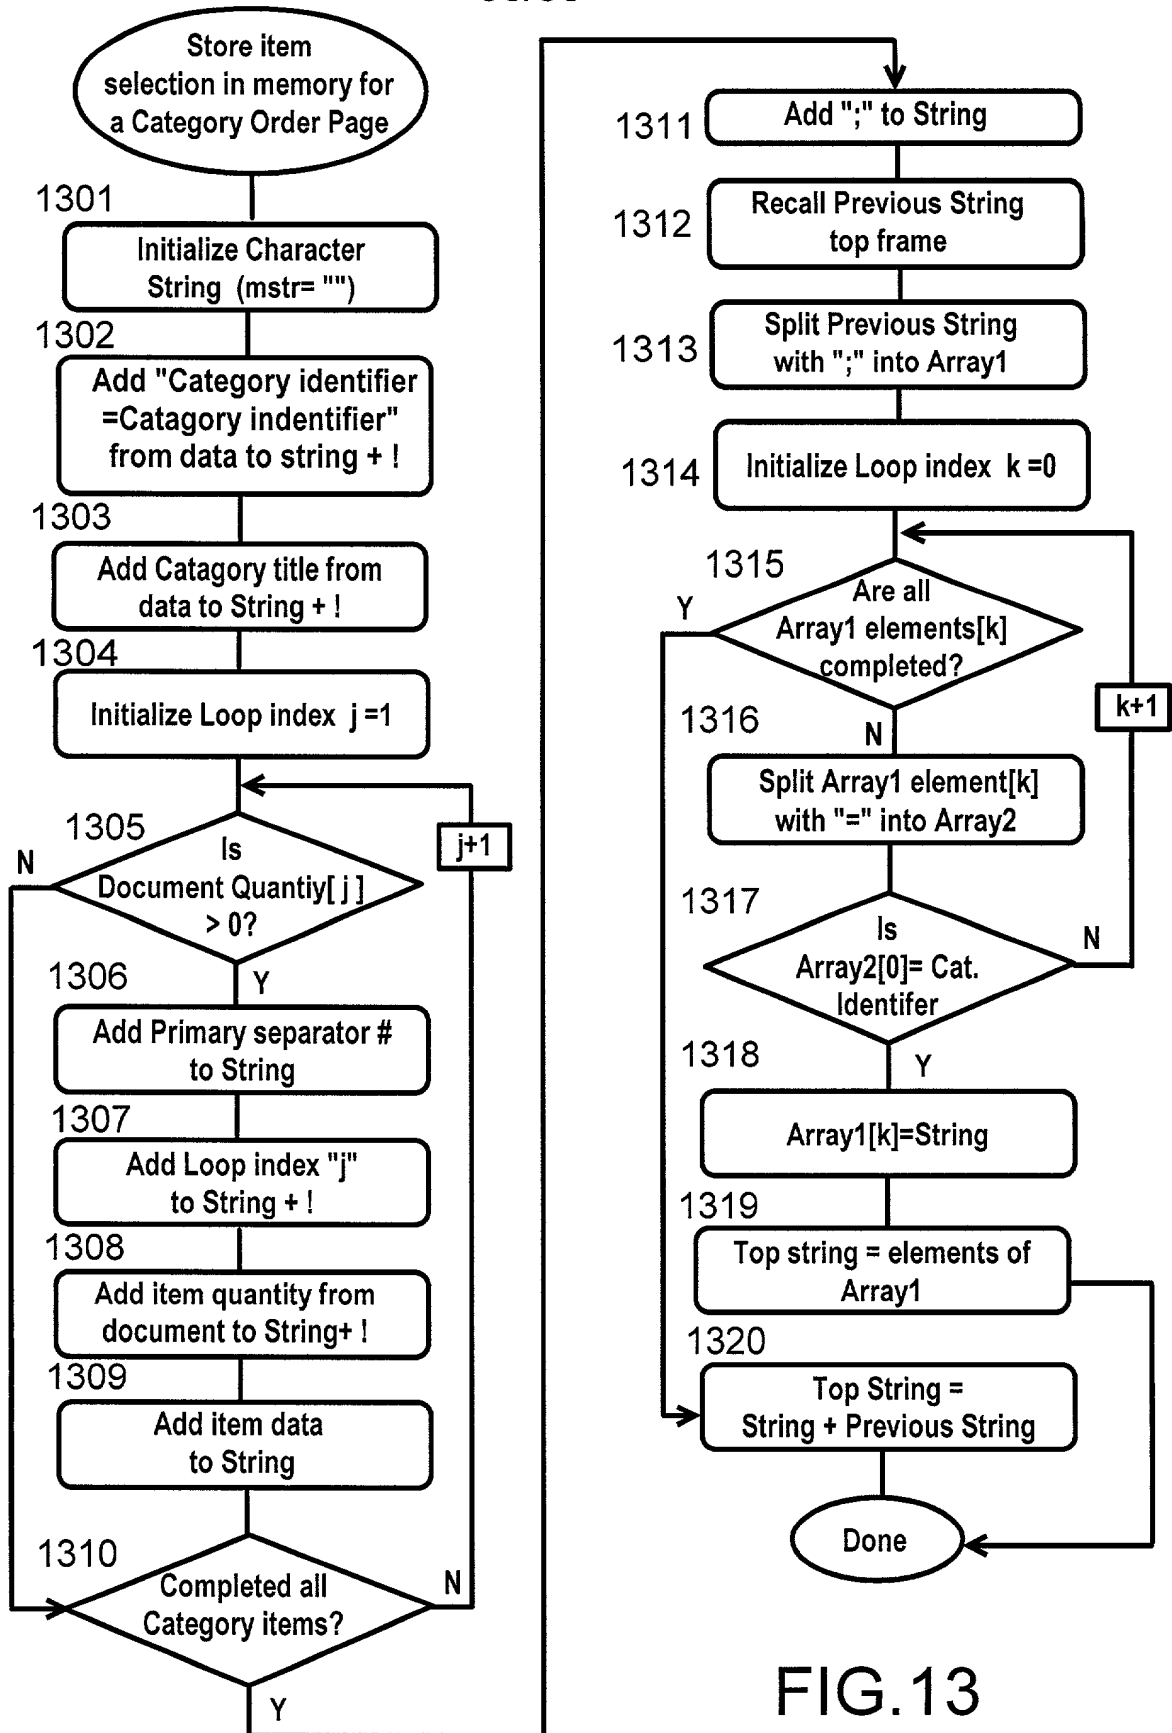 Store item
selection in memory for
a Category Order Page
1301
Initialize Character
String (mstr= "")
1302
Add "Category identifier
=Catagory indentifier"
from data to string + !
1303
Add Catagory title from
data to String + !
1304
Initialize Loop index j =1
1305
j+1
N
Is
Document Quantiy[ j ]
> 0?
1306
Y
Add Primary separator #
to String
1307
Add Loop index "j"
to String + !
1308
Add item quantity from
document to String+ !
1309
Add item data
to String
1310
N
Completed all
Category items?
Y
1311
Add ";" to String
1312
Recall Previous String
top frame
1313
Split Previous String
with ";" into Array1
1314
Initialize Loop index k =0
1315
Y
Are all
Array1 elements[k]
completed?
k+1
1316
N
Split Array1 element[k]
with "=" into Array2
1317
N
Is
Array2[0]= Cat.
Identifer
1318
Y
Array1[k]=String
1319
Top string = elements of
Array1
1320
Top String =
String + Previous String
Done
FIG.13